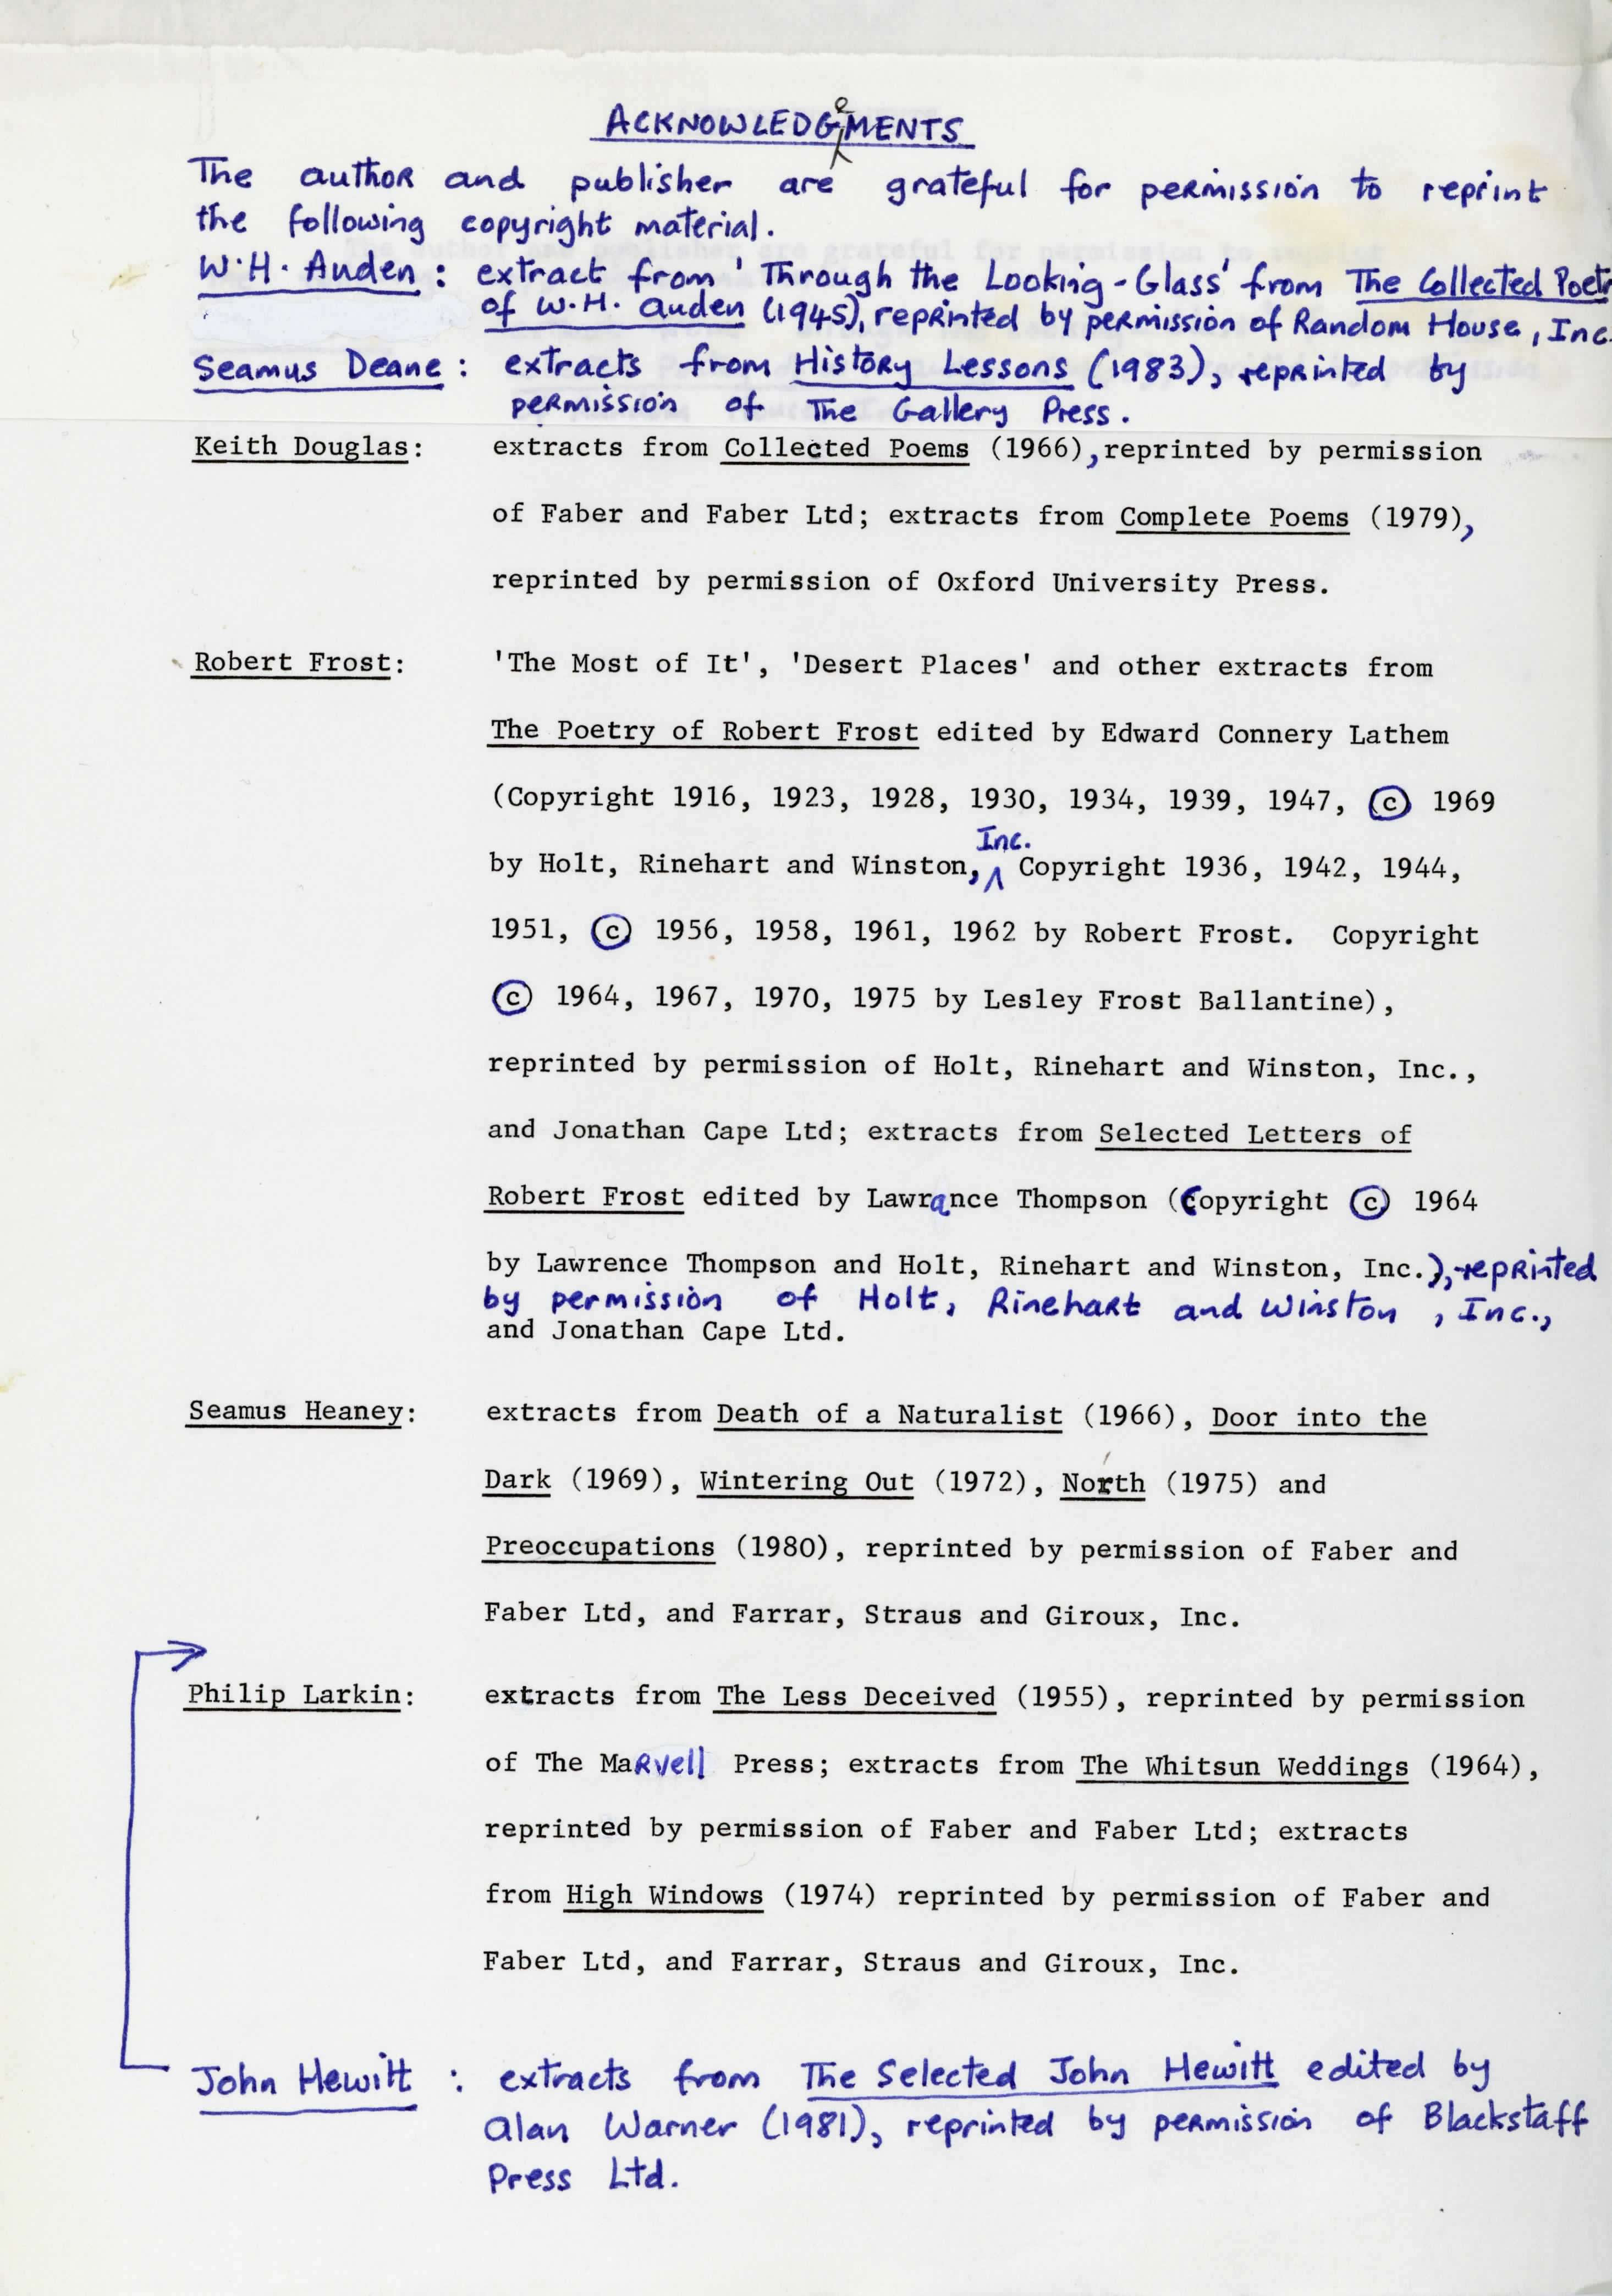 ACKNOWLEDGEMENTS
The author and publisher are grateful for permission to reprint
the following copyright material.
W.H. Auden: extract from 'Through the Looking-Glass' from The Collected
of W.H. Auden (1945), reprinted by permission of Random House, Inc.
Seamus Deane: extracts from History Lessons (1983), reprinted by
permission of The Gallery Press.
Keith Douglas: extracts from Collected Poems (1966), reprinted by permission
of Faber and Faber Ltd; extracts from Complete Poems (1979),
reprinted by permission of Oxford University Press.
Robert Frost: 'The Most of It', 'Desert Places' and other extracts from
The Poetry of Robert Frost edited by Edward Connery Lathem
(Copyright 1916, 1923, 1928, 1930, 1934, 1939, 1947, © 1969
by Holt, Rinehart and Winston, Inc. Copyright 1936, 1942, 1944,
1951, © 1956, 1958, 1961, 1962 by Robert Frost. Copyright
© 1964, 1967, 1970, 1975 by Lesley Frost Ballantine),
reprinted by permission of Holt, Rinehart and Winston, Inc.,
and Jonathan Cape Ltd; extracts from Selected Letters of
Robert Frost edited by Lawrance Thompson (Copyright © 1964
by Lawrence Thompson and Holt, Rinehart and Winston, Inc.), reprinted
by permission of Holt, Rinehart and Winston, Inc.,
and Jonathan Cape Ltd.
Seamus Heaney: extracts from Death of a Naturalist (1966), Door into the
Dark (1969), Wintering Out (1972), North (1975) and
Preoccupations (1980), reprinted by permission of Faber and
Faber Ltd, and Farrar, Straus and Giroux, Inc.
Philip Larkin: extracts from The Less Deceived (1955), reprinted by permission
of The Marvell Press; extracts from The Whitsun Weddings (1964),
reprinted by permission of Faber and Faber Ltd; extracts
from High Windows (1974) reprinted by permission of Faber and
Faber Ltd, and Farrar, Straus and Giroux, Inc.
John Hewitt: extracts from The Selected John Hewitt edited by
Alan Warner (1981), reprinted by permission of Blackstaff
Press Ltd.